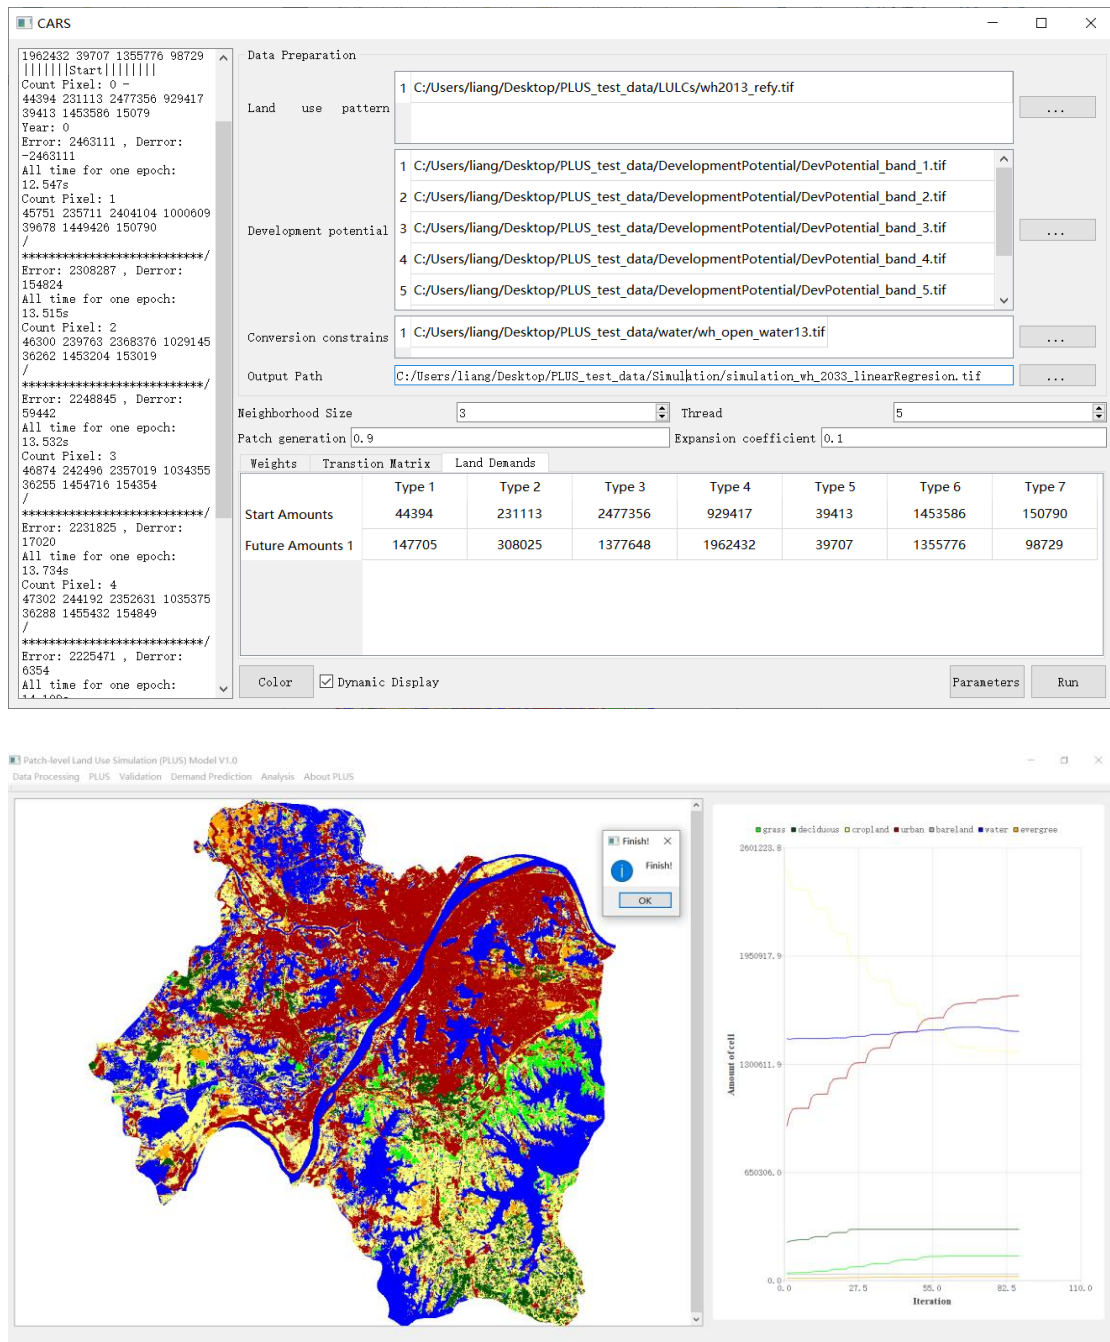 CARS
1962432 39707 1355776 98729
|||||||Start||||||||
Count Pixel: 0 -
44394 231113 2477356 929417
39413 1453586 15079
Year: 0
Error: 2463111 , Derror:
-2463111
All time for one epoch:
12.547s
Count Pixel: 1
45751 235711 2404104 1000609
39678 1449426 150790
/
***************************/
Error: 2308287 , Derror:
154824
All time for one epoch:
13.515s
Count Pixel: 2
46300 239763 2368376 1029145
36262 1453204 153019
/
***************************/
Error: 2248845 , Derror:
59442
All time for one epoch:
13.532s
Count Pixel: 3
46874 242496 2357019 1034355
36255 1454716 154354
/
***************************/
Error: 2231825 , Derror:
17020
All time for one epoch:
13.734s
Count Pixel: 4
47302 244192 2352631 1035375
36288 1455432 154849
/
***************************/
Error: 2225471 , Derror:
6354
All time for one epoch:
Data Preparation
Land use pattern
1 C:/Users/liang/Desktop/PLUS_test_data/LULCs/wh2013_refy.tif
...
Development potential
1 C:/Users/liang/Desktop/PLUS_test_data/DevelopmentPotential/DevPotential_band_1.tif
2 C:/Users/liang/Desktop/PLUS_test_data/DevelopmentPotential/DevPotential_band_2.tif
3 C:/Users/liang/Desktop/PLUS_test_data/DevelopmentPotential/DevPotential_band_3.tif
4 C:/Users/liang/Desktop/PLUS_test_data/DevelopmentPotential/DevPotential_band_4.tif
5 C:/Users/liang/Desktop/PLUS_test_data/DevelopmentPotential/DevPotential_band_5.tif
...
Conversion constrains
1 C:/Users/liang/Desktop/PLUS_test_data/water/wh_open_water13.tif
...
Output Path
C:/Users/liang/Desktop/PLUS_test_data/Simulation/simulation_wh_2033_linearRegresion.tif
...
Neighborhood Size 3 Thread 5
Patch generation 0.9 Expansion coefficient 0.1
Weights Transtion Matrix Land Demands
Type 1 Type 2 Type 3 Type 4 Type 5 Type 6 Type 7
Start Amounts 44394 231113 2477356 929417 39413 1453586 150790
Future Amounts 1 147705 308025 1377648 1962432 39707 1355776 98729
Color Dynamic Display Parameters Run
Patch-level Land Use Simulation (PLUS) Model V1.0
Data Processing PLUS Validation Demand Prediction Analysis About PLUS
Finish!
Finish!
OK
grass deciduous cropland urban bareland water evergree
2601223.8
1950917.9
1300611.9
650306.0
0.0
Amount of cell
0.0 27.5 55.0 82.5 110.0
Iteration